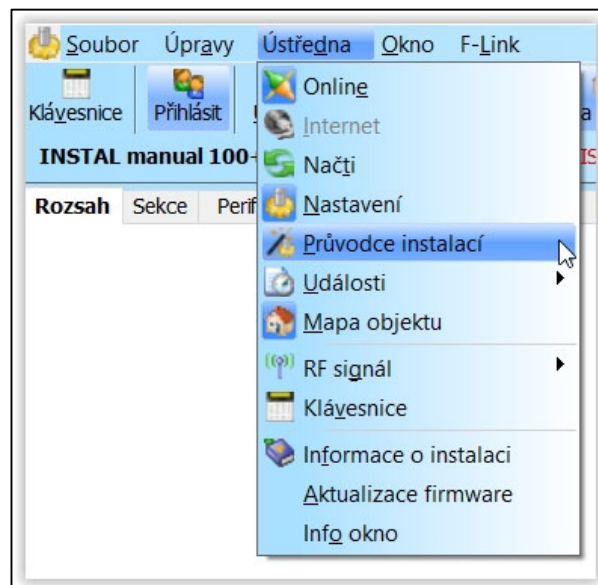 Soubor Úpravy Ústředna Okno F-Link
Klávesnice Přihlásit
INSTAL manual 100+
Rozsah Sekce Perif
Online
Internet
Načti
Nastavení
Průvodce instalací
Události
Mapa objektu
RF signál
Klávesnice
Informace o instalaci
Aktualizace firmware
Info okno